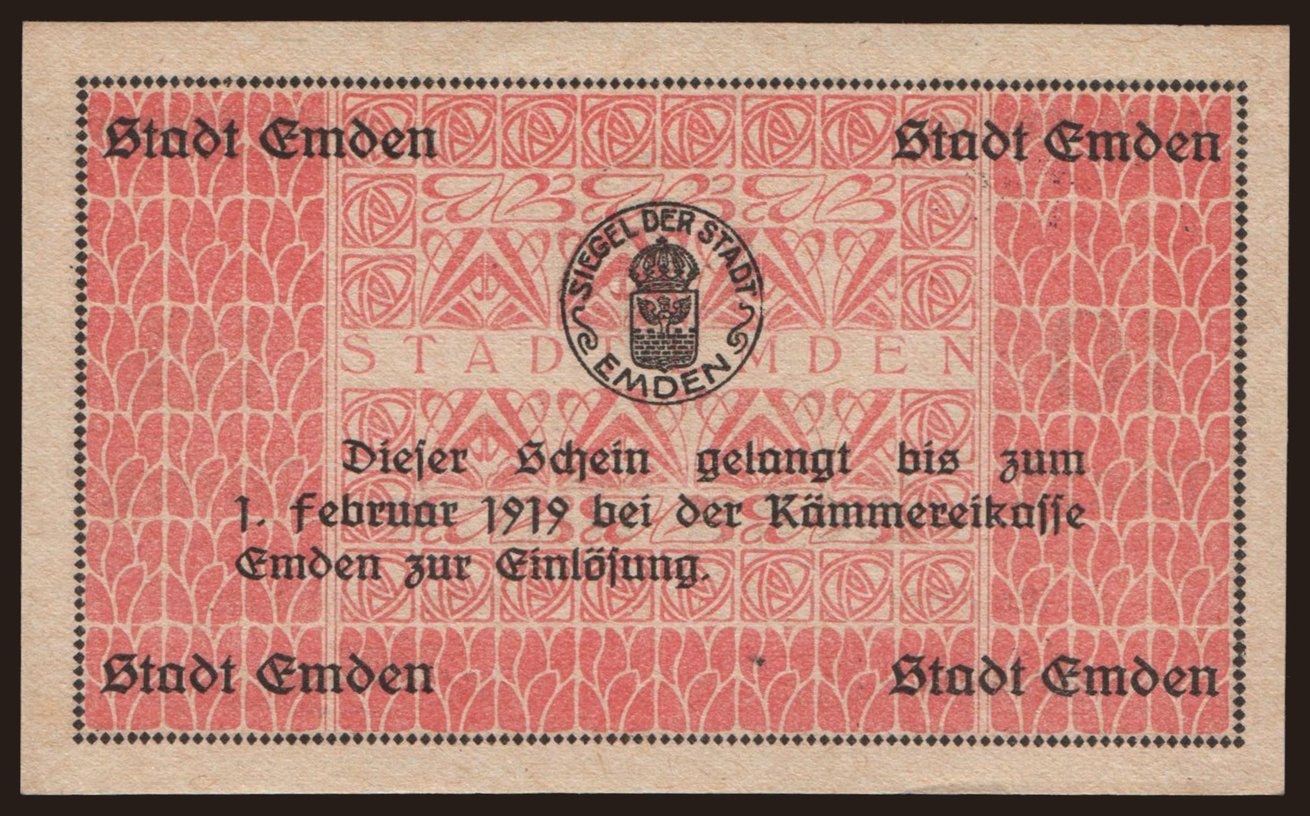 Stadt Emden Stadt Emden
SIEGEL DER STADT
EMDEN
STADT EMDEN
Dieser Schein gelangt bis zum
1. Februar 1919 bei der Kämmereikasse
Emden zur Einlösung.
Stadt Emden Stadt Emden